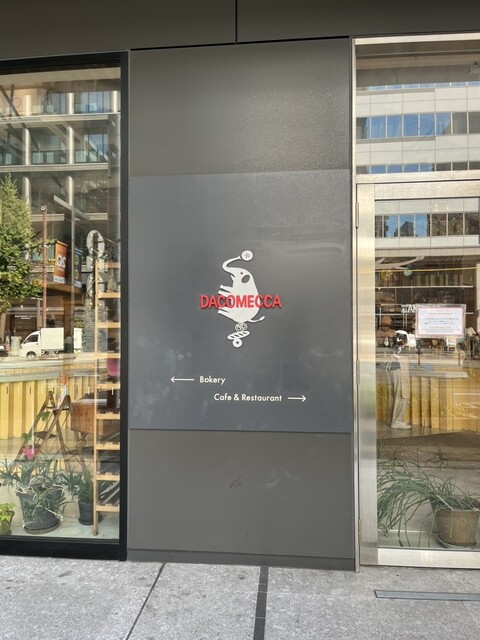 DACOMECCA
← Bakery
Cafe & Restaurant →